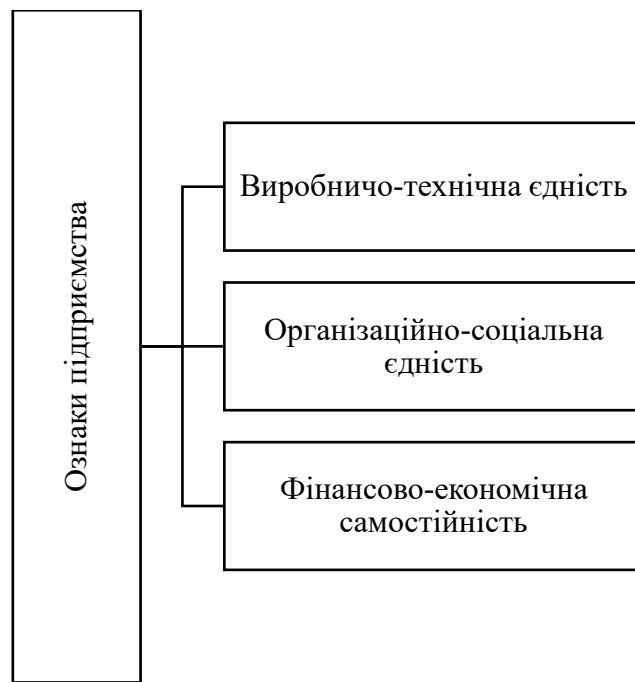 Ознаки підприємства
Виробничо-технічна єдність
Організаційно-соціальна
єдність
Фінансово-економічна
самостійність